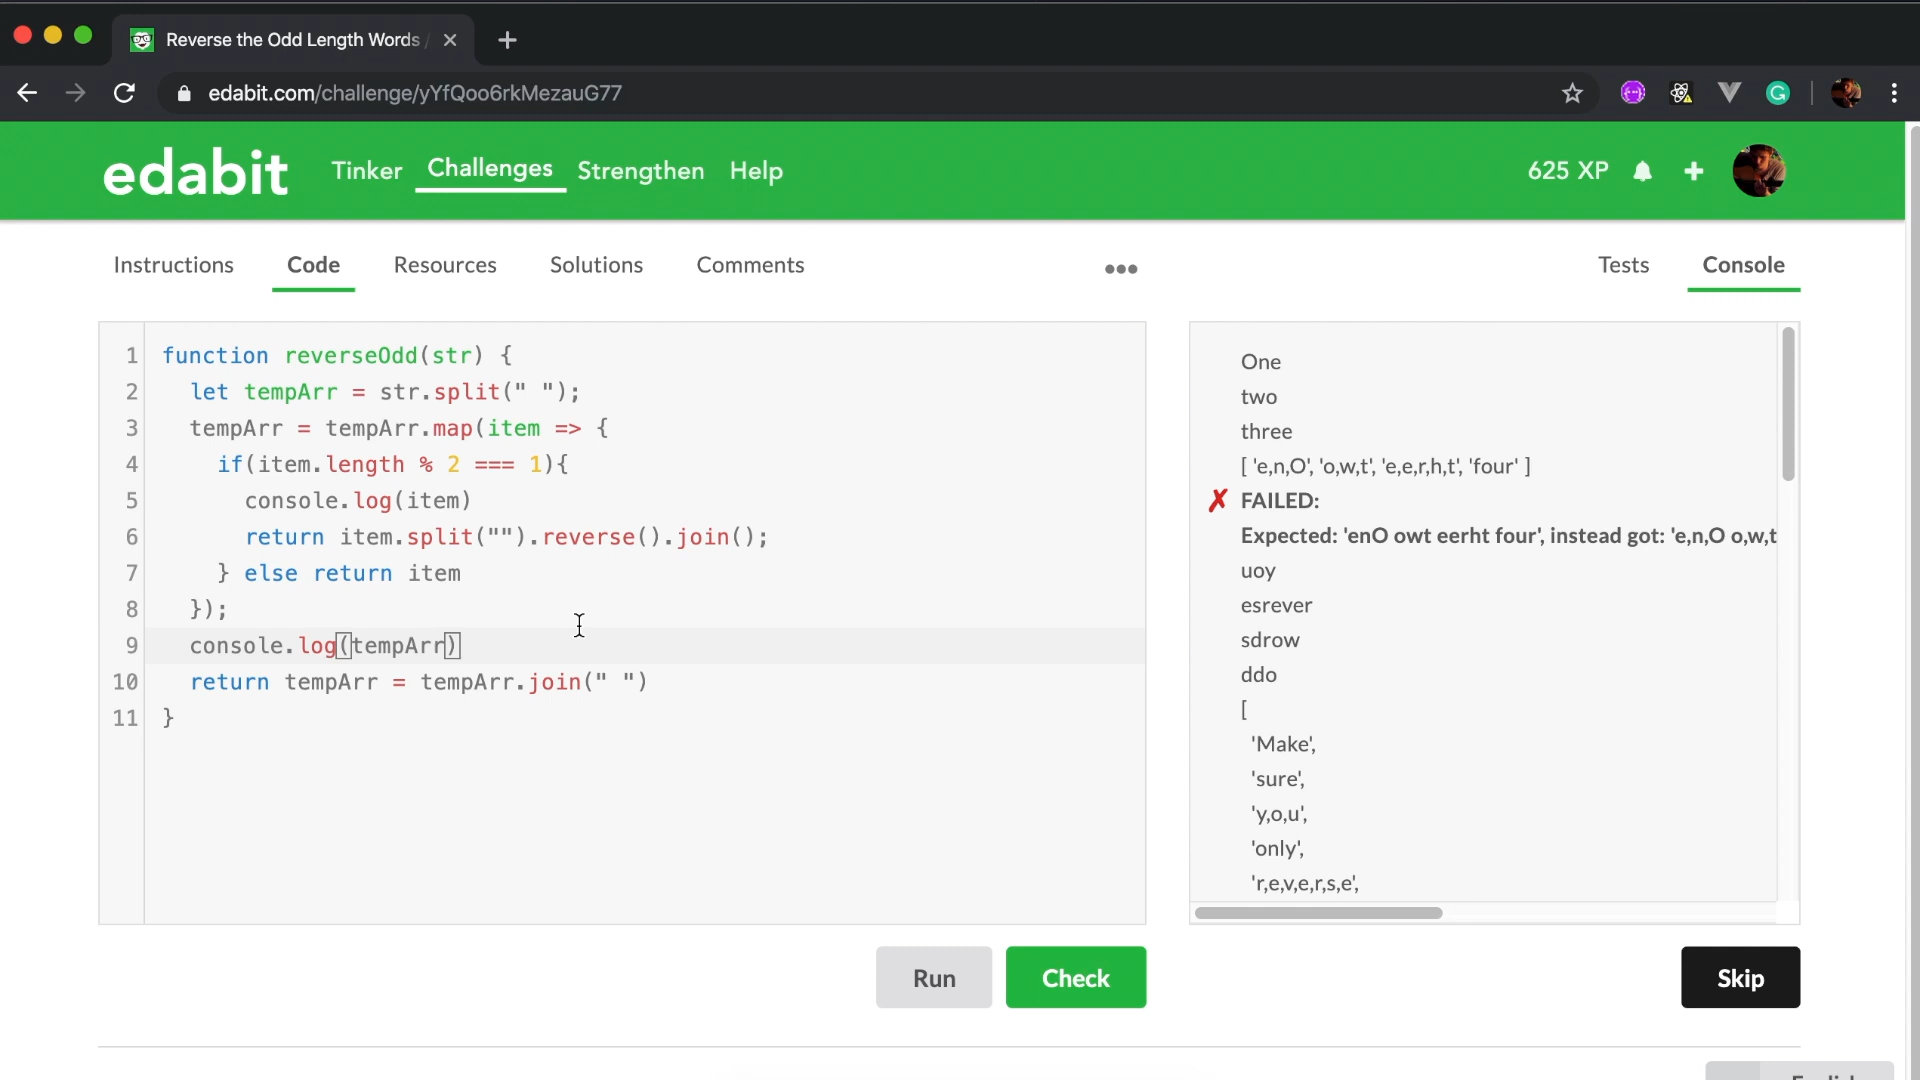 Reverse the Odd Length Words /
edabit.com/challenge/yYfQoo6rkMezauG77
edabit Tinker Challenges Strengthen Help 625 XP
Instructions Code Resources Solutions Comments ••• Tests Console
1 function reverseOdd(str) {
2 let tempArr = str.split(" ");
3 tempArr = tempArr.map(item => {
4 if(item.length % 2 === 1){
5 console.log(item)
6 return item.split("").reverse().join();
7 } else return item
8 });
9 console.log(tempArr)
10 return tempArr = tempArr.join(" ")
11 }
One
two
three
[ 'e,n,O', 'o,w,t', 'e,e,r,h,t', 'four' ]
✗ FAILED:
Expected: 'enO owt eerht four', instead got: 'e,n,O o,w,t
uoy
esrever
sdrow
ddo
[
'Make',
'sure',
'y,o,u',
'only',
'r,e,v,e,r,s,e',
Run Check Skip